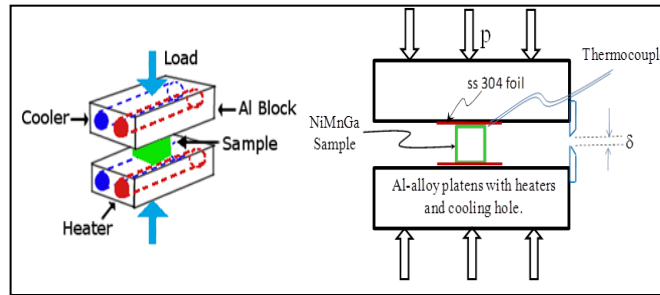 Load
Cooler
Al Block
Sample
Heater
p
Thermocoupl
ss 304 foil
NiMnGa
Sample
δ
Al-alloy platens with heaters
and cooling hole.